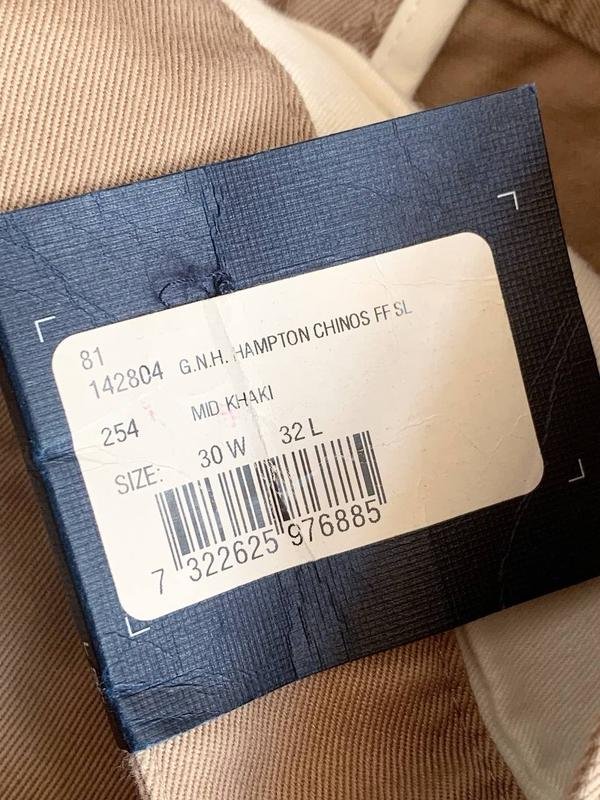 81
142804 G.N.H. HAMPTON CHINOS FF SL
254 MID KHAKI
SIZE: 30 W 32 L
7 322625 976885